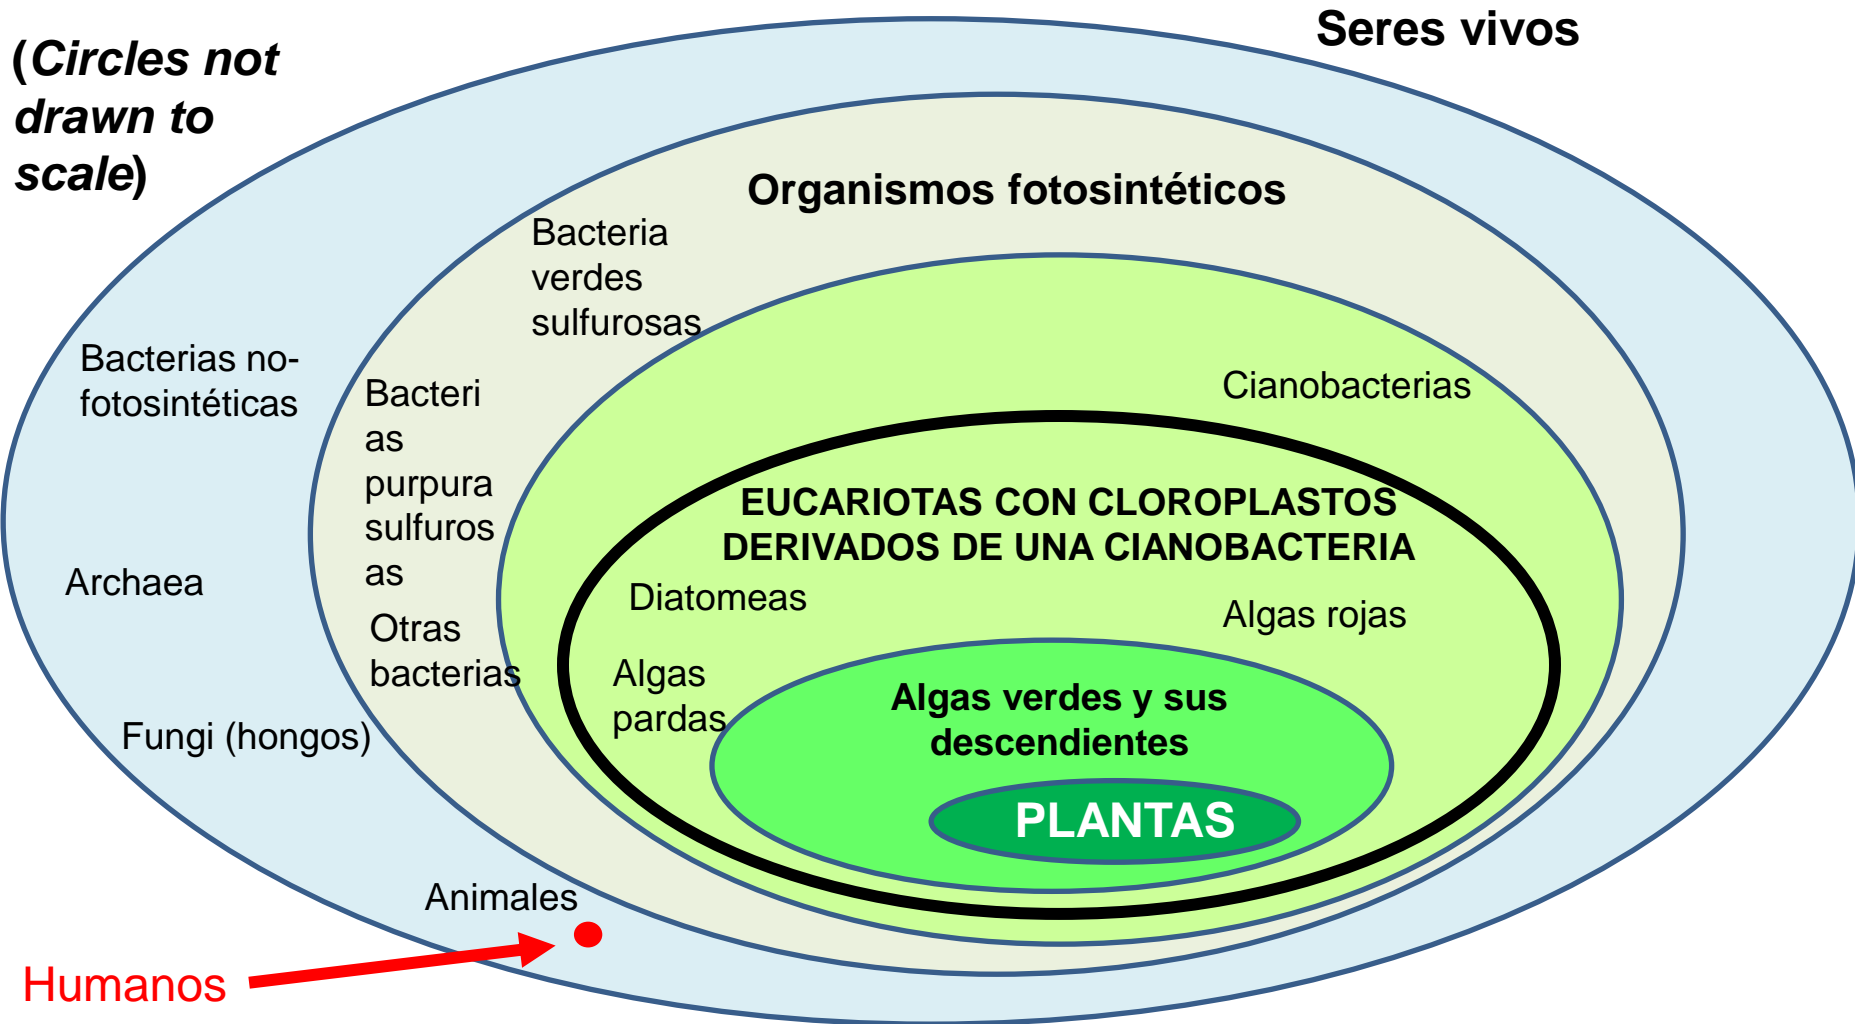 (Circles not
drawn to
scale)
Seres vivos
Organismos fotosintéticos
Bacteria
verdes
sulfurosas
Bacterias no-
fotosintéticas
Bacteri
as
purpura
sulfuros
as
Cianobacterias
EUCARIOTAS CON CLOROPLASTOS
DERIVADOS DE UNA CIANOBACTERIA
Archaea
Diatomeas
Algas rojas
Otras
bacterias
Algas
pardas
Algas verdes y sus
descendientes
Fungi (hongos)
PLANTAS
Animales
Humanos